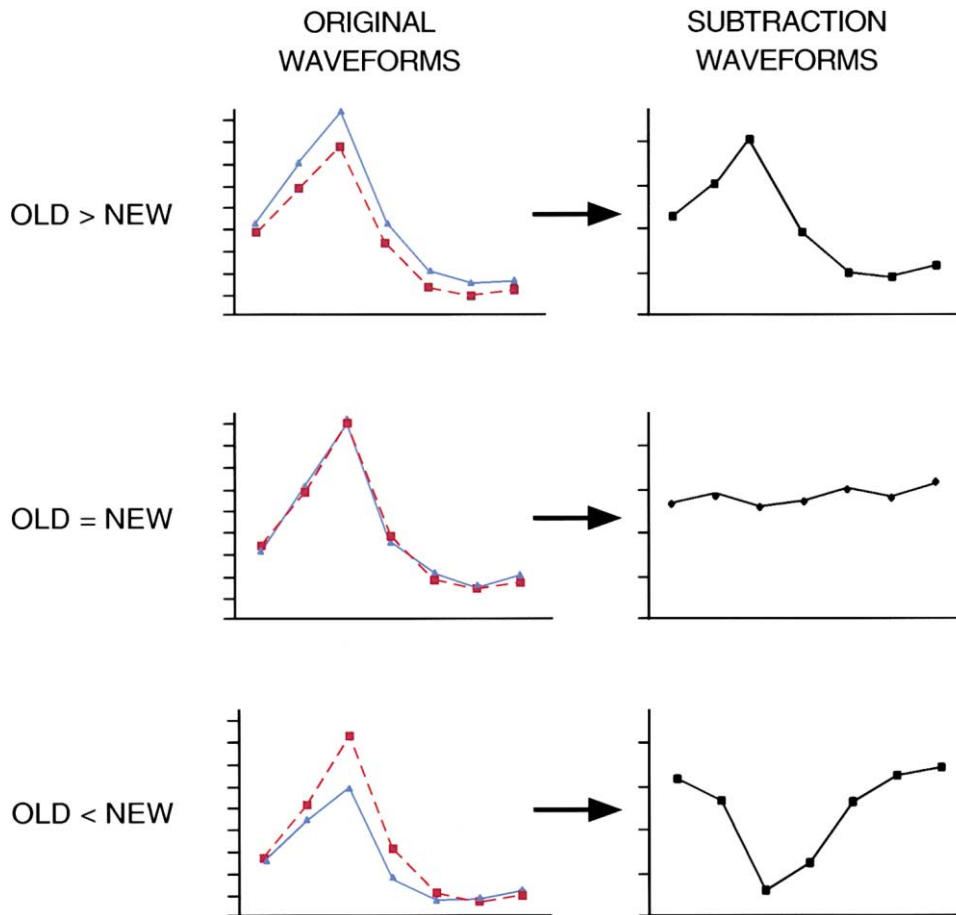 ORIGINAL
WAVEFORMS
SUBTRACTION
WAVEFORMS
OLD > NEW
OLD = NEW
OLD < NEW